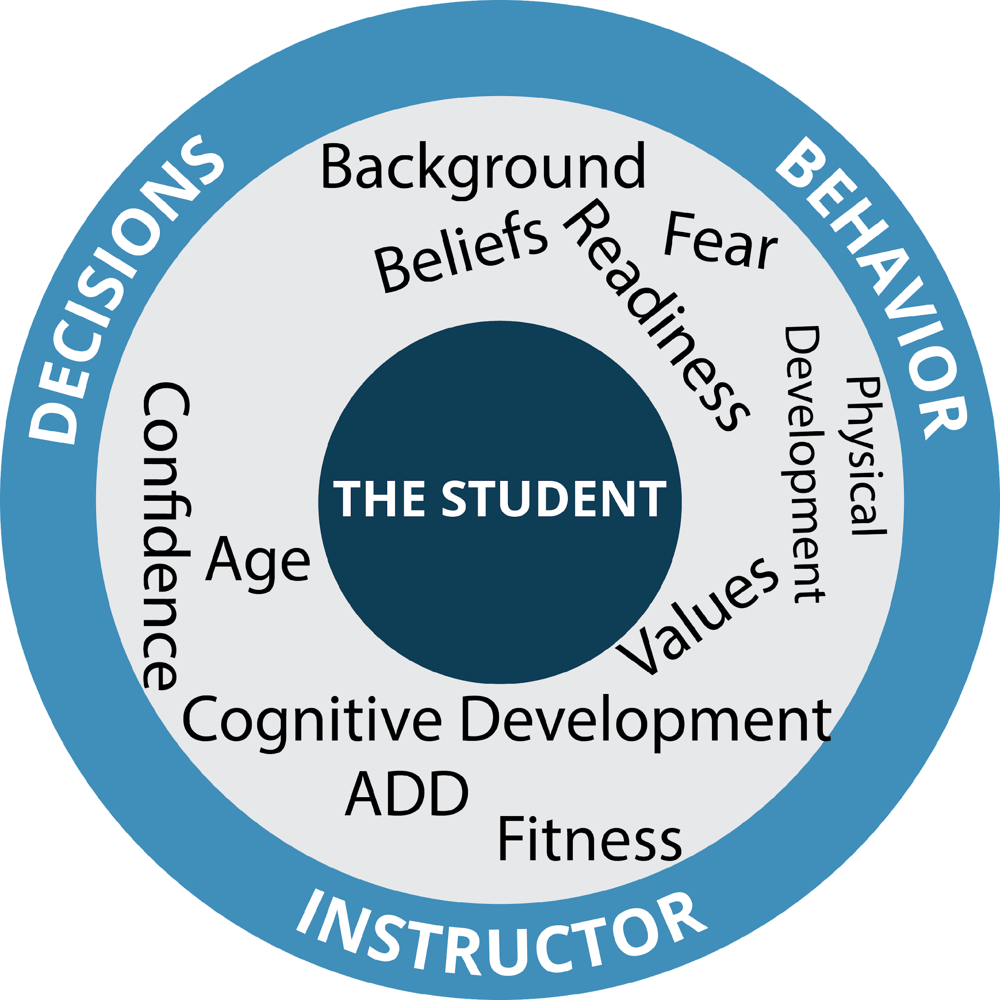 DECISIONS
BEHAVIOR
INSTRUCTOR
Background
Beliefs
Readiness
Fear
Physical
Development
Confidence
Age
THE STUDENT
Values
Cognitive Development
ADD
Fitness